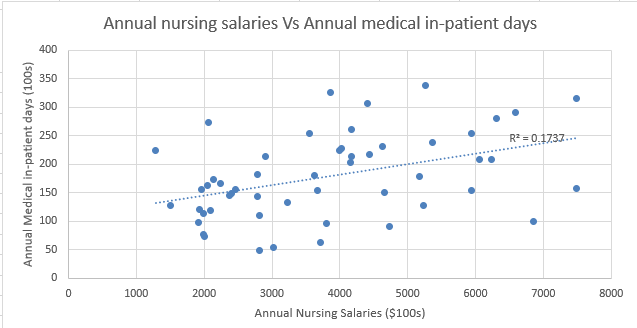 Annual nursing salaries Vs Annual medical in-patient days
Annual Medical in-patient days (100s)
400
350
300
250
200
150
100
50
0
R² = 0.1737
0 1000 2000 3000 4000 5000 6000 7000 8000
Annual Nursing Salaries ($100s)